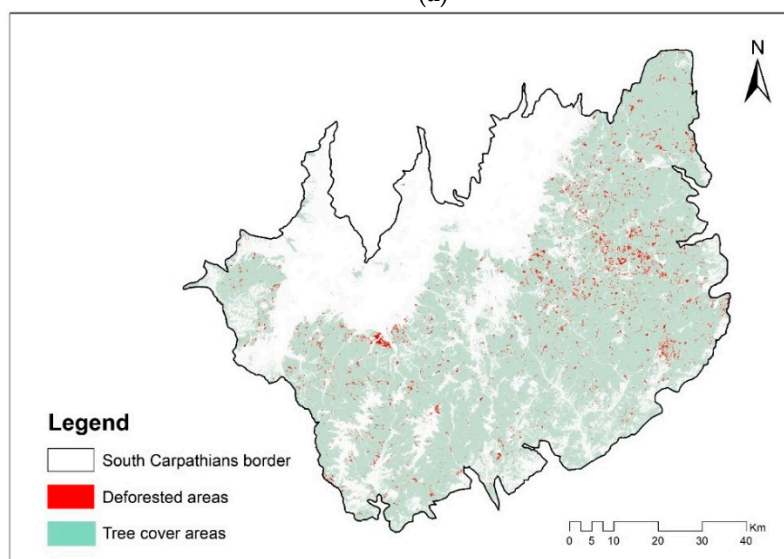 (a)
N
Legend
South Carpathians border
Deforested areas
Tree cover areas
Km
0 5 10 20 30 40